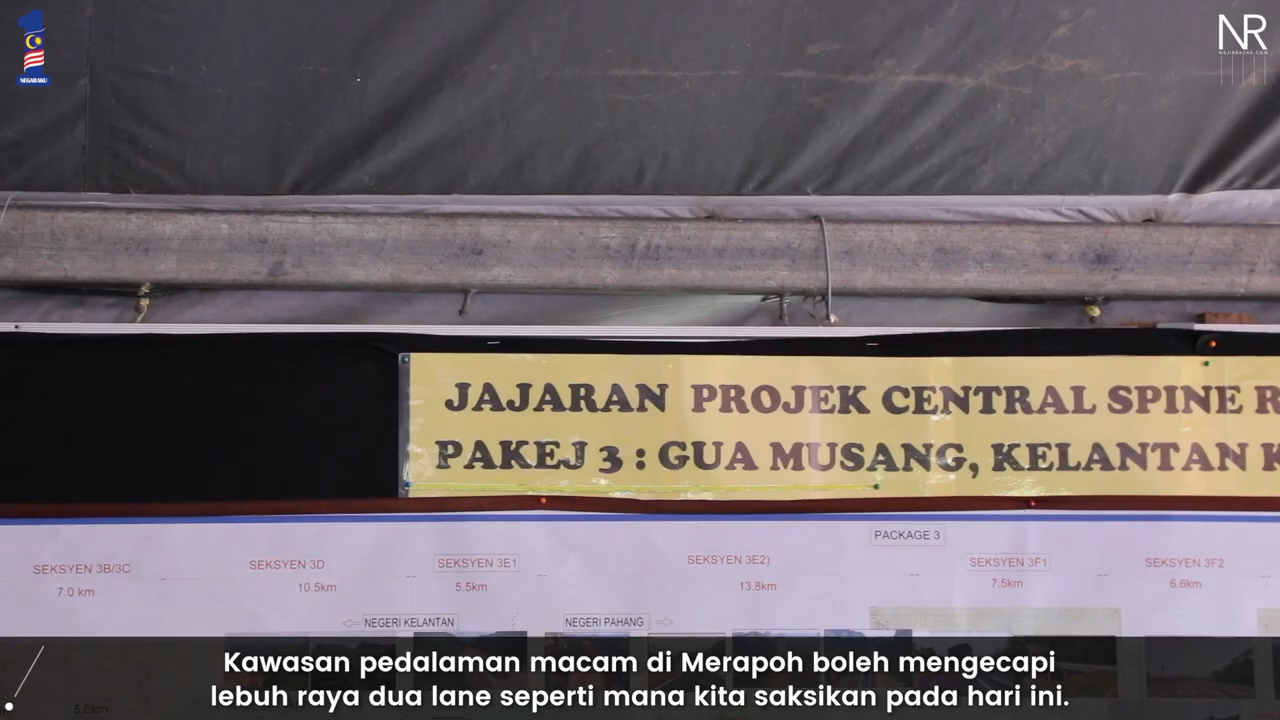 NEGARAKU
NR
NAJIBRAZAK.COM
JAJARAN PROJEK CENTRAL SPINE R
PAKEJ 3 : GUA MUSANG, KELANTAN K
PACKAGE 3
SEKSYEN 3B/3C
SEKSYEN 3D
SEKSYEN 3E1
SEKSYEN 3E2)
SEKSYEN 3F1
SEKSYEN 3F2
7.0 km
10.5km
5.5km
13.8km
7.5km
6.6km
NEGERI KELANTAN
NEGERI PAHANG
Kawasan pedalaman macam di Merapoh boleh mengecapi
lebuh raya dua lane seperti mana kita saksikan pada hari ini.
5.0km